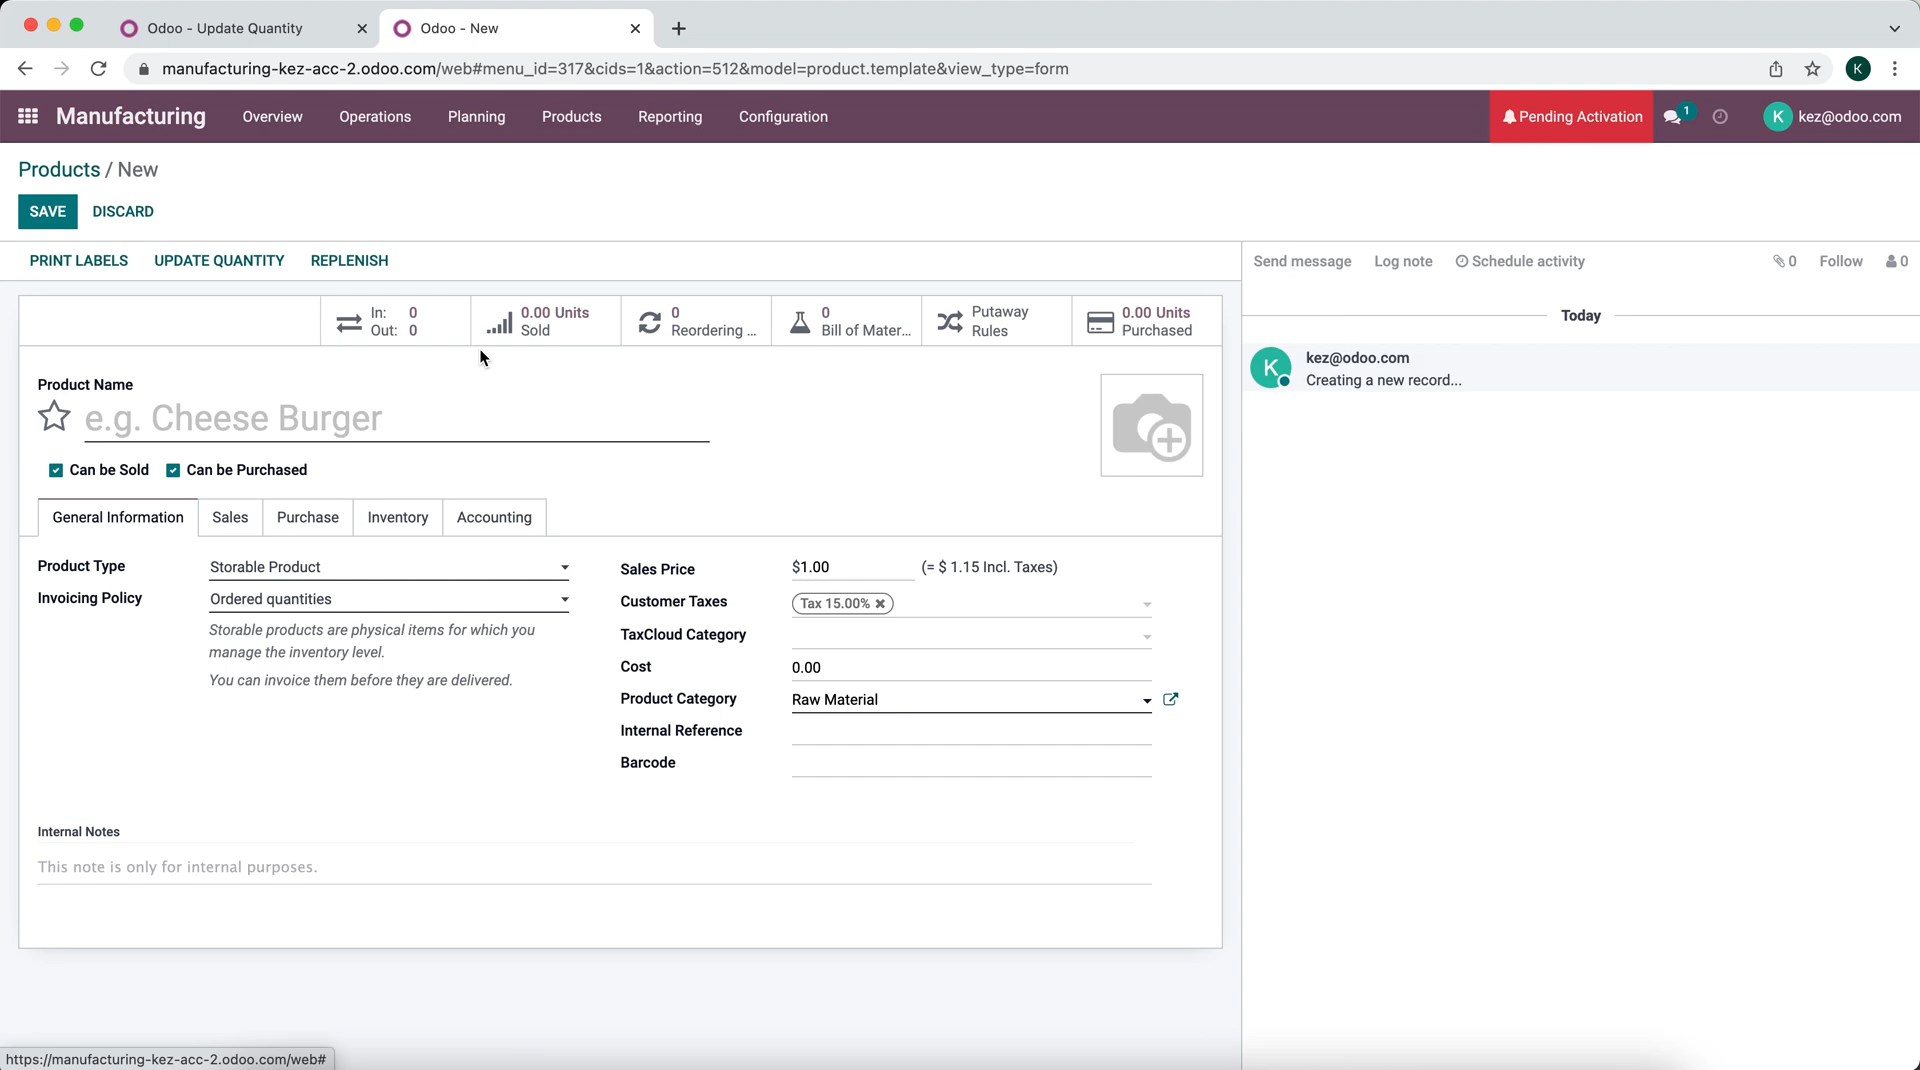 Odoo - Update Quantity
Odoo - New
manufacturing-kez-acc-2.odoo.com/web#menu_id=317&cids=1&action=512&model=product.template&view_type=form
K
Manufacturing
Overview
Operations
Planning
Products
Reporting
Configuration
Pending Activation
1
K
kez@odoo.com
Products / New
SAVE
DISCARD
PRINT LABELS
UPDATE QUANTITY
REPLENISH
Send message
Log note
Schedule activity
0
Follow
0
In: 0
Out: 0
0.00 Units
Sold
0
Reordering ...
0
Bill of Mater...
Putaway
Rules
0.00 Units
Purchased
Today
K
kez@odoo.com
Creating a new record...
Product Name
e.g. Cheese Burger
Can be Sold
Can be Purchased
General Information
Sales
Purchase
Inventory
Accounting
Product Type
Storable Product
Invoicing Policy
Ordered quantities
Storable products are physical items for which you
manage the inventory level.
You can invoice them before they are delivered.
Sales Price
$1.00
(= $ 1.15 Incl. Taxes)
Customer Taxes
Tax 15.00%
TaxCloud Category
Cost
0.00
Product Category
Raw Material
Internal Reference
Barcode
Internal Notes
This note is only for internal purposes.
https://manufacturing-kez-acc-2.odoo.com/web#